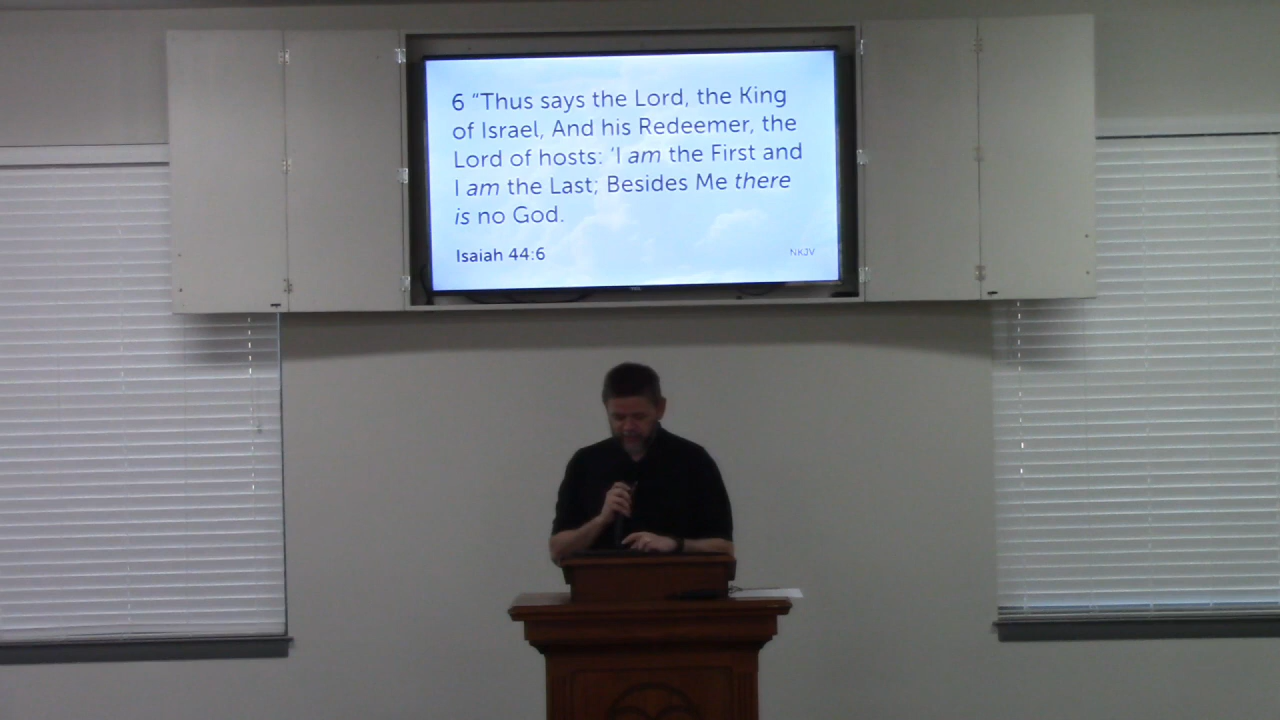 6 “Thus says the Lord, the King
of Israel, And his Redeemer, the
Lord of hosts: ‘I am the First and
I am the Last; Besides Me there
is no God.
Isaiah 44:6
NKJV